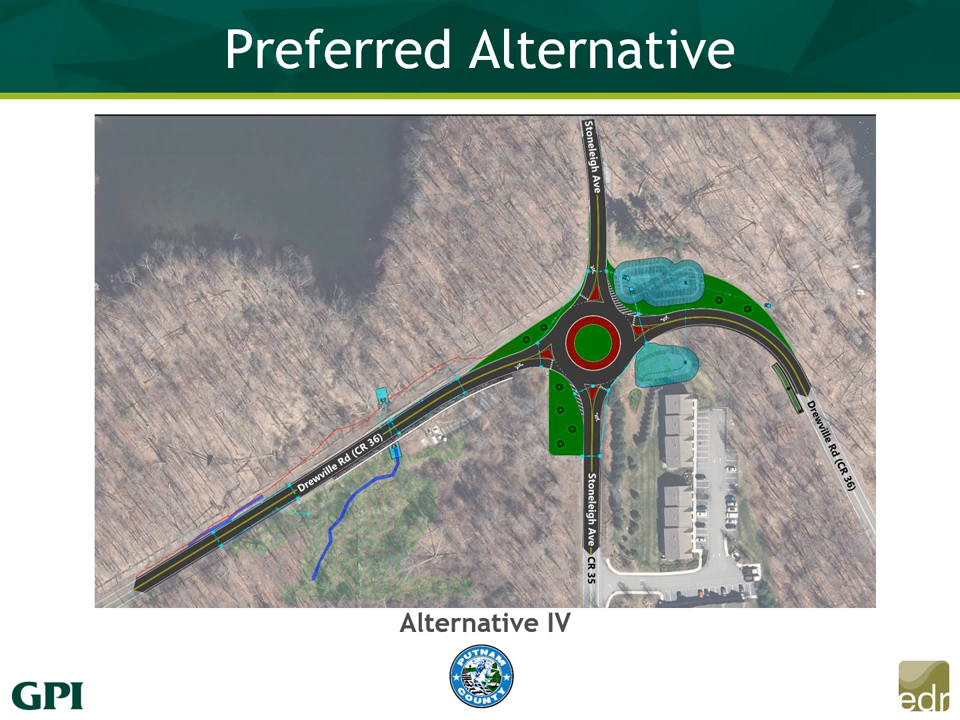 Preferred Alternative
Stoneleigh Ave
Drewville Rd (CR 36)
Drewville Rd (CR 36)
Stoneleigh Ave
CR 35
Alternative IV
GPI
PUTNAM
COUNTY
edr